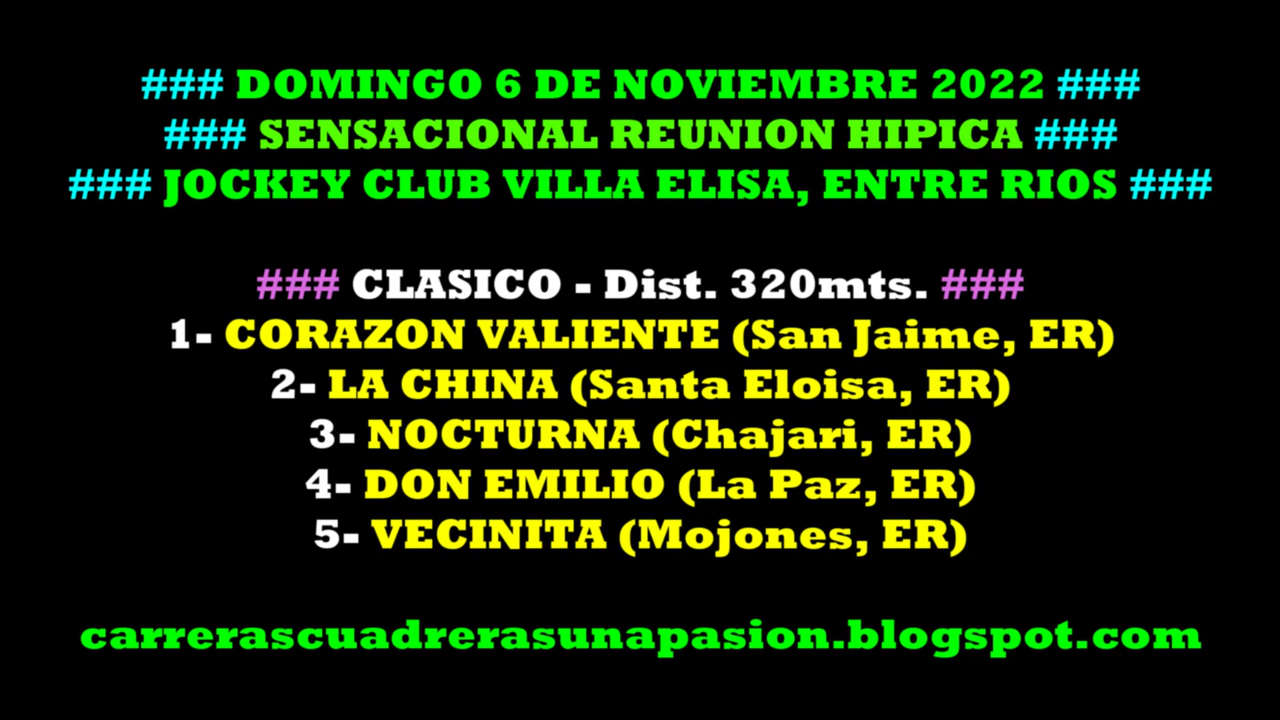 ### DOMINGO 6 DE NOVIEMBRE 2022 ###
### SENSACIONAL REUNION HIPICA ###
### JOCKEY CLUB VILLA ELISA, ENTRE RIOS ###
### CLASICO - Dist. 320mts. ###
1- CORAZON VALIENTE (San Jaime, ER)
2- LA CHINA (Santa Eloisa, ER)
3- NOCTURNA (Chajari, ER)
4- DON EMILIO (La Paz, ER)
5- VECINITA (Mojones, ER)
carrerascuadrerasunapasion.blogspot.com